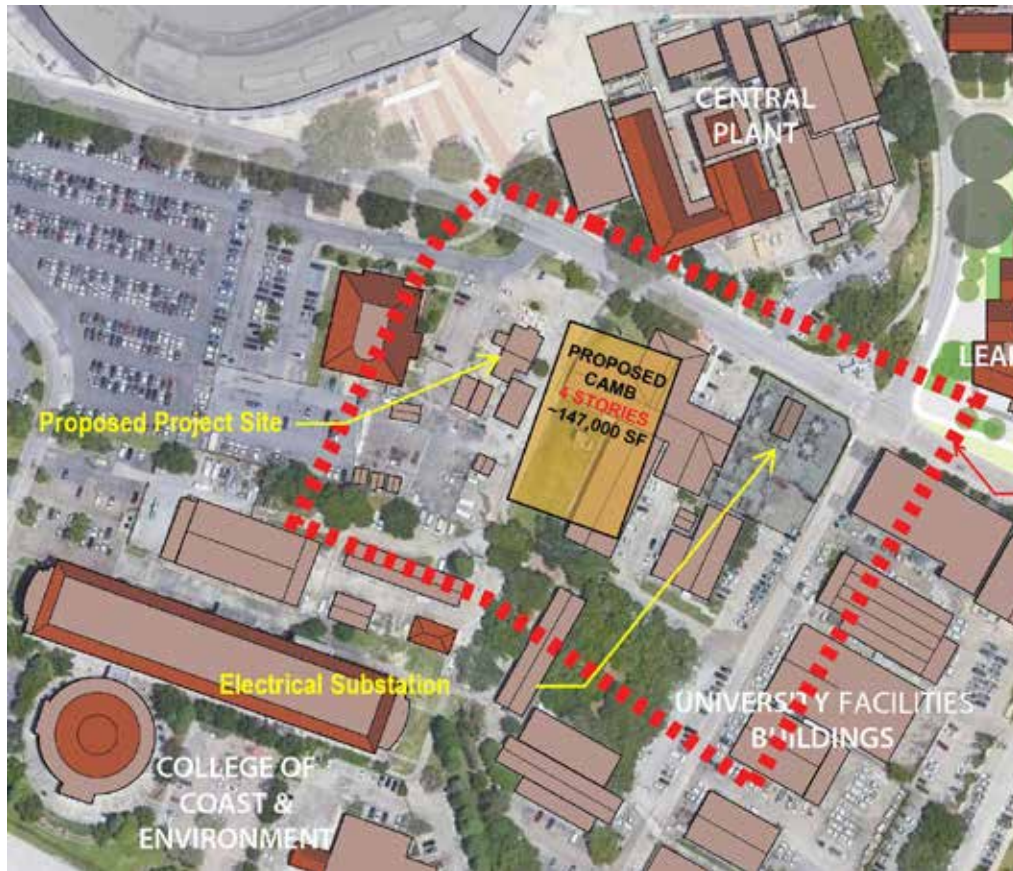 CENTRAL
PLANT
PROPOSED
CAMB
4 STORIES
~147,000 SF
Proposed Project Site
Electrical Substation
UNIVERSITY FACILITIES
BUILDINGS
COLLEGE OF
COAST &
ENVIRONMENT